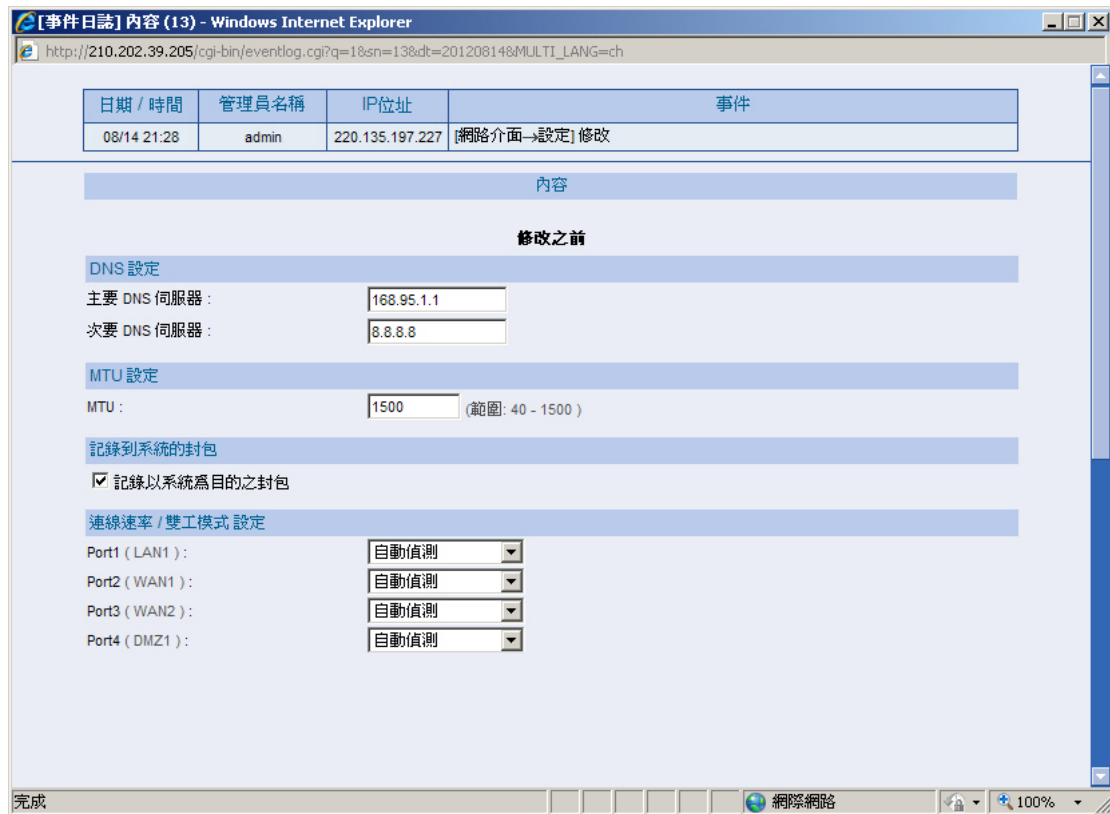 [事件日誌] 內容 (13) - Windows Internet Explorer
http://210.202.39.205/cgi-bin/eventlog.cgi?q=1&sn=13&dt=20120814&MULTI_LANG=ch
日期 / 時間 管理員名稱 IP位址 事件
08/14 21:28 admin 220.135.197.227 [網路介面→設定] 修改
內容
修改之前
DNS 設定
主要 DNS 伺服器 : 168.95.1.1
次要 DNS 伺服器 : 8.8.8.8
MTU 設定
MTU : 1500 (範圍: 40 - 1500 )
記錄到系統的封包
記錄以系統為目的之封包
連線速率 / 雙工模式 設定
Port1 ( LAN1 ) : 自動偵測
Port2 ( WAN1 ) : 自動偵測
Port3 ( WAN2 ) : 自動偵測
Port4 ( DMZ1 ) : 自動偵測
完成 網際網路 100%